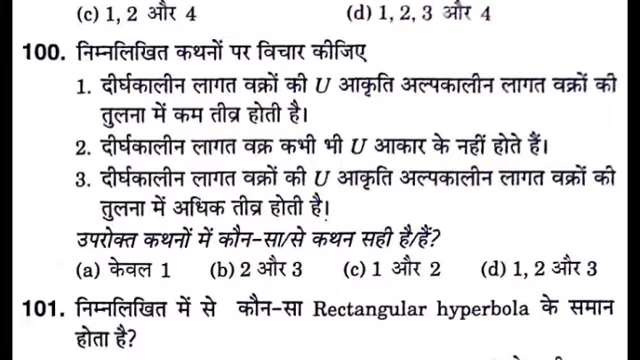 (c) 1, 2 और 4 (d) 1, 2, 3 और 4
100. निम्नलिखित कथनों पर विचार कीजिए
1. दीर्घकालीन लागत वक्रों की U आकृति अल्पकालीन लागत वक्रों की
तुलना में कम तीव्र होती है।
2. दीर्घकालीन लागत वक्र कभी भी U आकार के नहीं होते हैं।
3. दीर्घकालीन लागत वक्रों की U आकृति अल्पकालीन लागत वक्रों की
तुलना में अधिक तीव्र होती है।
उपरोक्त कथनों में कौन-सा/से कथन सही है/हैं?
(a) केवल 1 (b) 2 और 3 (c) 1 और 2 (d) 1, 2 और 3
101. निम्नलिखित में से कौन-सा Rectangular hyperbola के समान
होता है?